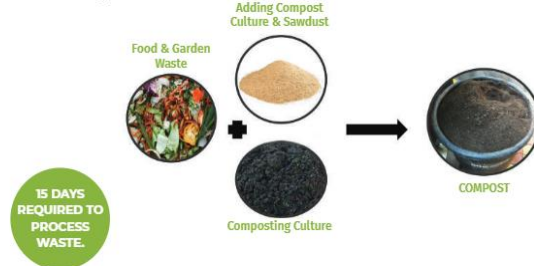 Adding Compost
Culture & Sawdust
Food & Garden
Waste
COMPOST
Composting Culture
15 DAYS
REQUIRED TO
PROCESS
WASTE.